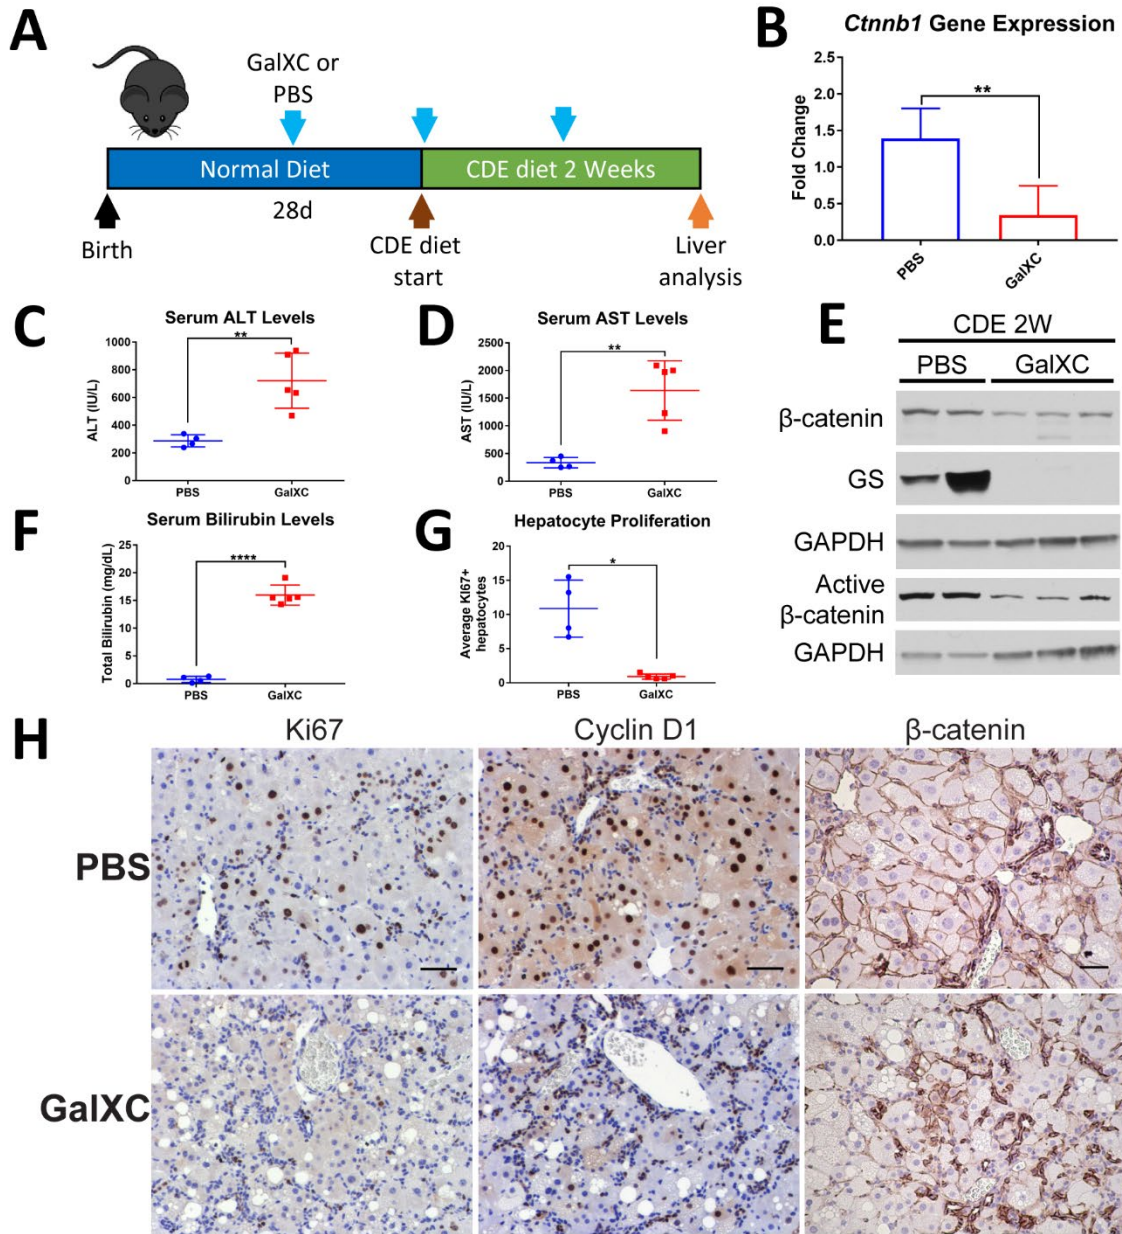 A
GalXC or
PBS
Normal Diet
CDE diet 2 Weeks
28d
Birth
CDE diet
start
Liver
analysis
B
Ctnnb1 Gene Expression
Fold Change
2.5
2.0
1.5
1.0
0.5
0.0
**
PBS
GalXC
C
Serum ALT Levels
ALT (IU/L)
1000
800
600
400
200
0
**
PBS
GalXC
D
Serum AST Levels
AST (IU/L)
2500
2000
1500
1000
500
0
**
PBS
GalXC
E
CDE 2W
PBS
GalXC
β-catenin
GS
GAPDH
Active
β-catenin
GAPDH
F
Serum Bilirubin Levels
Total Bilirubin (mg/dL)
25
20
15
10
5
0
****
PBS
GalXC
G
Hepatocyte Proliferation
Average KI67+
hepatocytes
20
15
10
5
0
*
PBS
GalXC
H
Ki67
Cyclin D1
β-catenin
PBS
GalXC